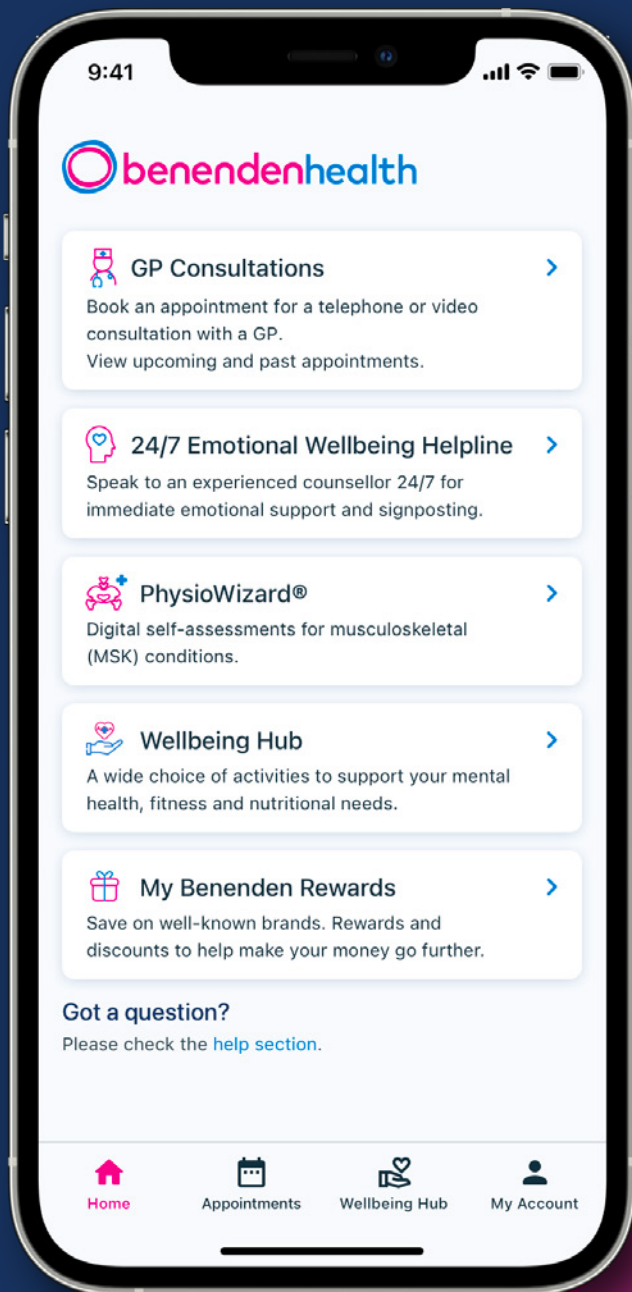 9:41
benendenhealth
GP Consultations
Book an appointment for a telephone or video
consultation with a GP.
View upcoming and past appointments.
24/7 Emotional Wellbeing Helpline
Speak to an experienced counsellor 24/7 for
immediate emotional support and signposting.
PhysioWizard®
Digital self-assessments for musculoskeletal
(MSK) conditions.
Wellbeing Hub
A wide choice of activities to support your mental
health, fitness and nutritional needs.
My Benenden Rewards
Save on well-known brands. Rewards and
discounts to help make your money go further.
Got a question?
Please check the help section.
Home Appointments Wellbeing Hub My Account